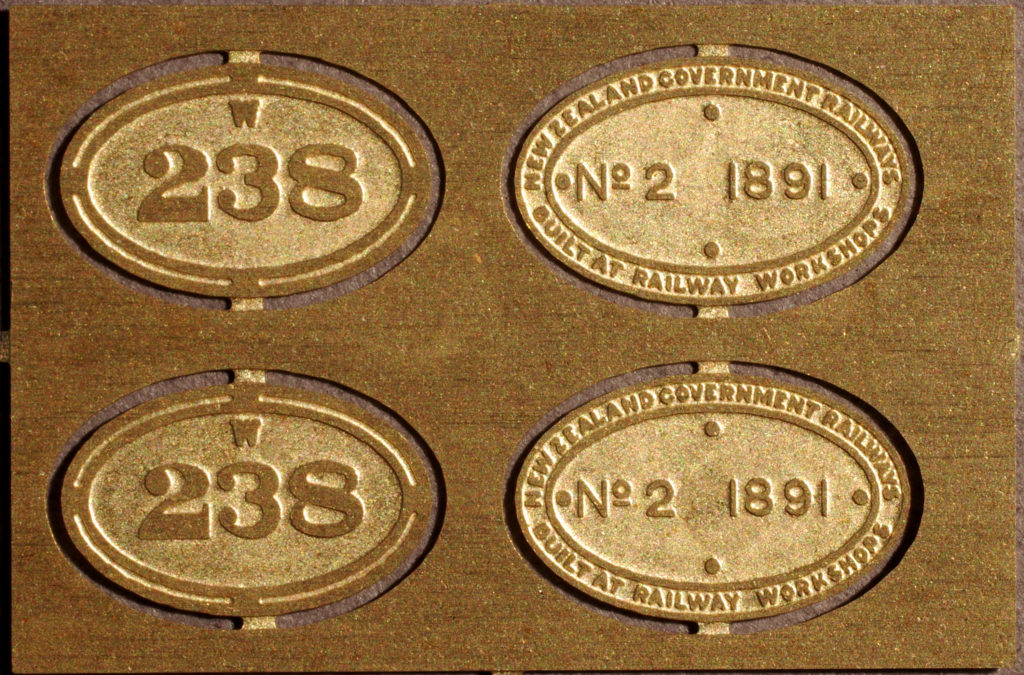 W
238
NEW ZEALAND GOVERNMENT RAILWAYS
Nº 2 1891
BUILT AT RAILWAY WORKSHOPS
W
238
NEW ZEALAND GOVERNMENT RAILWAYS
Nº 2 1891
BUILT AT RAILWAY WORKSHOPS